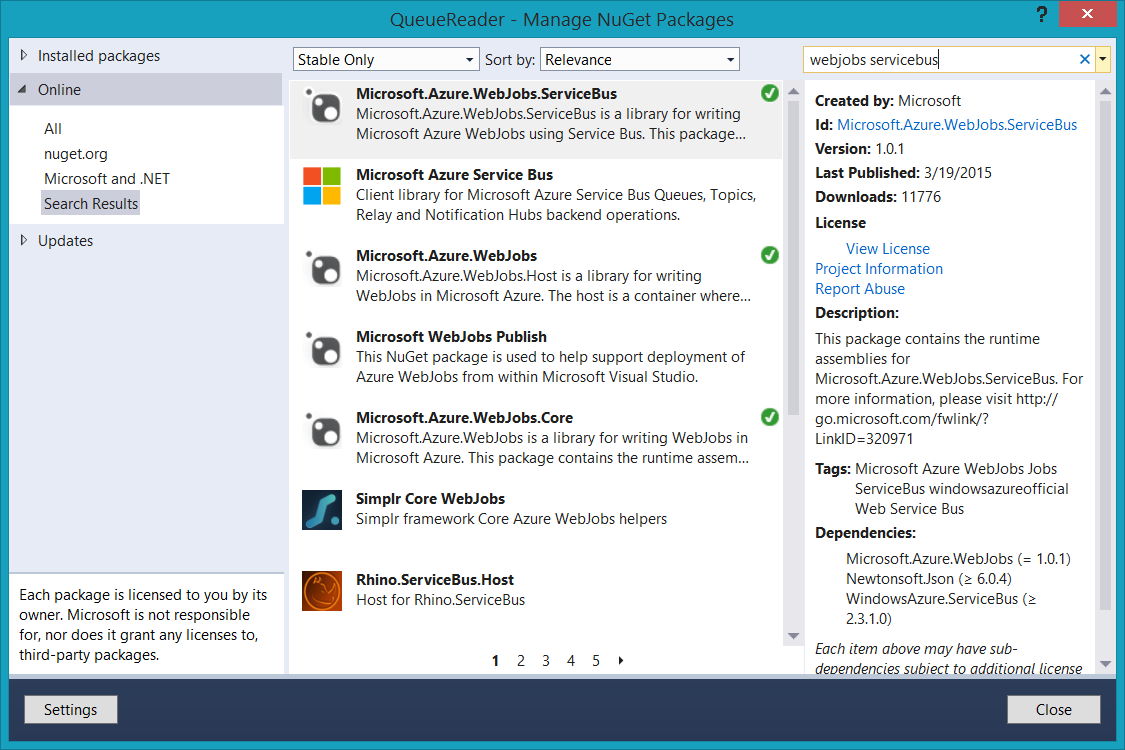 QueueReader - Manage NuGet Packages
?
Installed packages
Online
All
nuget.org
Microsoft and .NET
Search Results
Updates
Each package is licensed to you by its
owner. Microsoft is not responsible
for, nor does it grant any licenses to,
third-party packages.
Stable Only
Sort by:
Relevance
Microsoft.Azure.WebJobs.ServiceBus
Microsoft.Azure.WebJobs.ServiceBus is a library for writing
Microsoft Azure WebJobs using Service Bus. This package...
Microsoft Azure Service Bus
Client library for Microsoft Azure Service Bus Queues, Topics,
Relay and Notification Hubs backend operations.
Microsoft.Azure.WebJobs
Microsoft.Azure.WebJobs.Host is a library for writing
WebJobs in Microsoft Azure. The host is a container where...
Microsoft WebJobs Publish
This NuGet package is used to help support deployment of
Azure WebJobs from within Microsoft Visual Studio.
Microsoft.Azure.WebJobs.Core
Microsoft.Azure.WebJobs is a library for writing WebJobs in
Microsoft Azure. This package contains the runtime assem...
Simplr Core WebJobs
Simplr framework Core Azure WebJobs helpers
Rhino.ServiceBus.Host
Host for Rhino.ServiceBus
1 2 3 4 5
webjobs servicebus
Created by: Microsoft
Id: Microsoft.Azure.WebJobs.ServiceBus
Version: 1.0.1
Last Published: 3/19/2015
Downloads: 11776
License
View License
Project Information
Report Abuse
Description:
This package contains the runtime
assemblies for
Microsoft.Azure.WebJobs.ServiceBus. For
more information, please visit http://
go.microsoft.com/fwlink/?
LinkID=320971
Tags: Microsoft Azure WebJobs Jobs
ServiceBus windowsazureofficial
Web Service Bus
Dependencies:
Microsoft.Azure.WebJobs (= 1.0.1)
Newtonsoft.Json (≥ 6.0.4)
WindowsAzure.ServiceBus (≥
2.3.1.0)
Each item above may have sub-
dependencies subject to additional license
Settings
Close